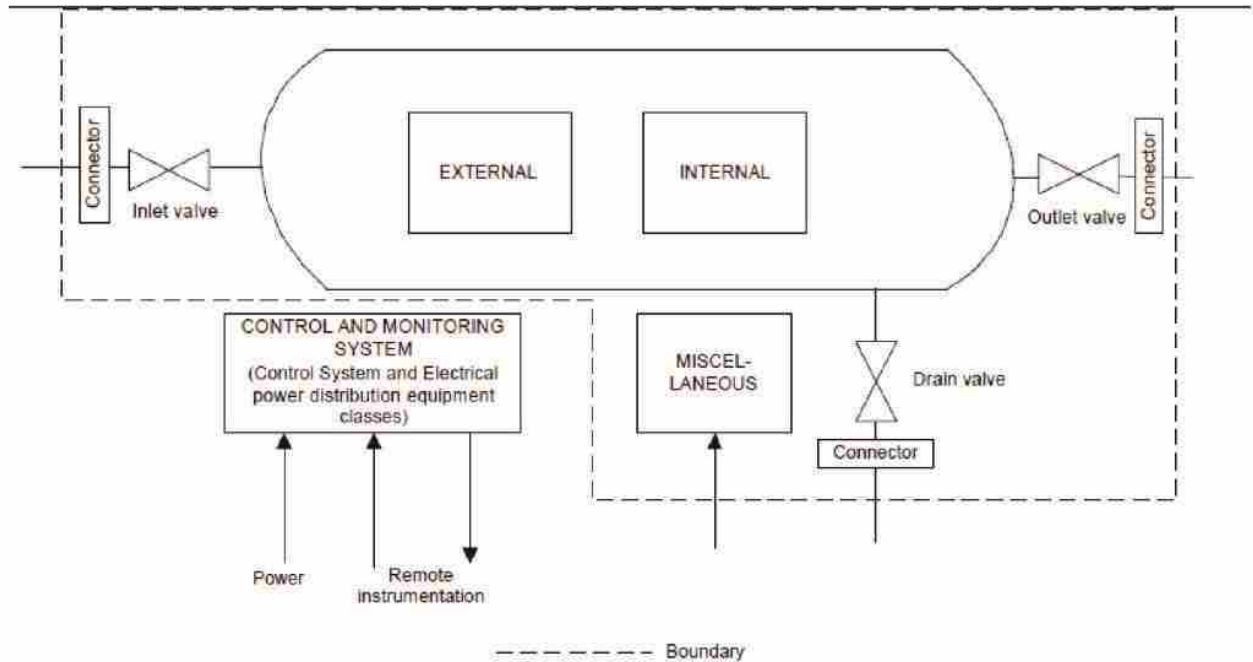 Connector
Inlet valve
EXTERNAL
INTERNAL
Outlet valve
Connector
CONTROL AND MONITORING
SYSTEM
(Control System and Electrical
power distribution equipment
classes)
MISCEL-
LANEOUS
Drain valve
Connector
Power
Remote
instrumentation
Boundary